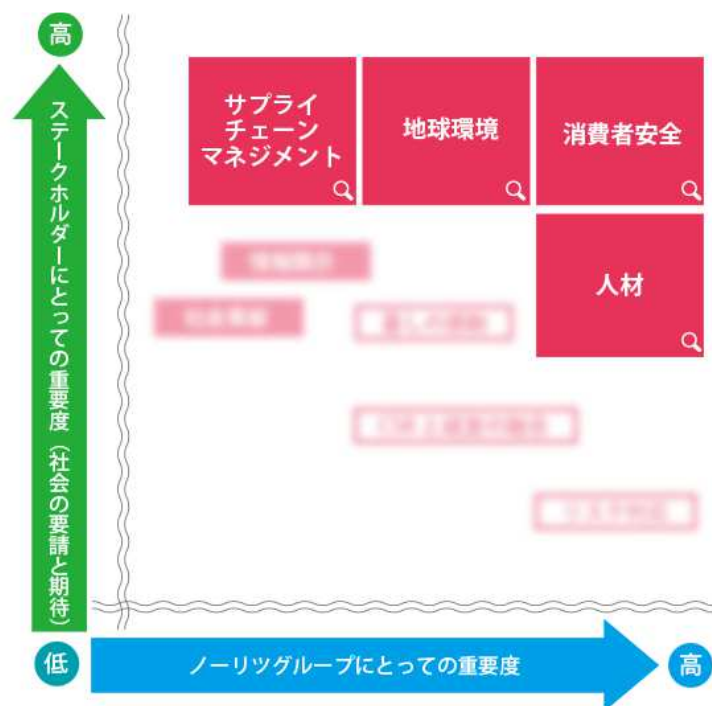 高
ステークホルダーにとっての重要度（社会の要請と期待）
サプライ
チェーン
マネジメント
地球環境
消費者安全
人材
低
ノーリツグループにとっての重要度
高